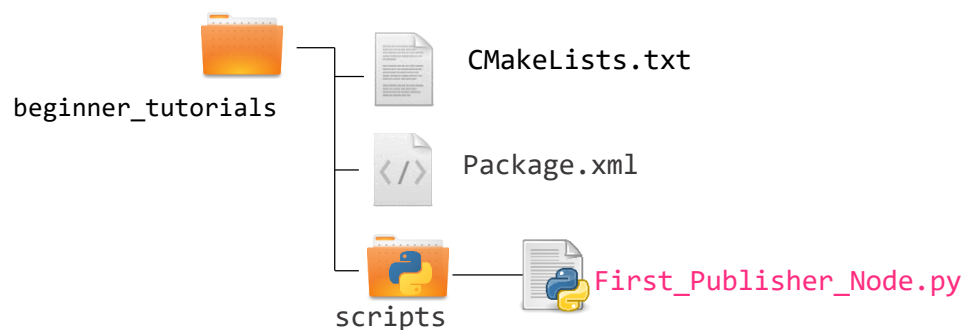 CMakeLists.txt
beginner_tutorials
Package.xml
First_Publisher_Node.py
scripts